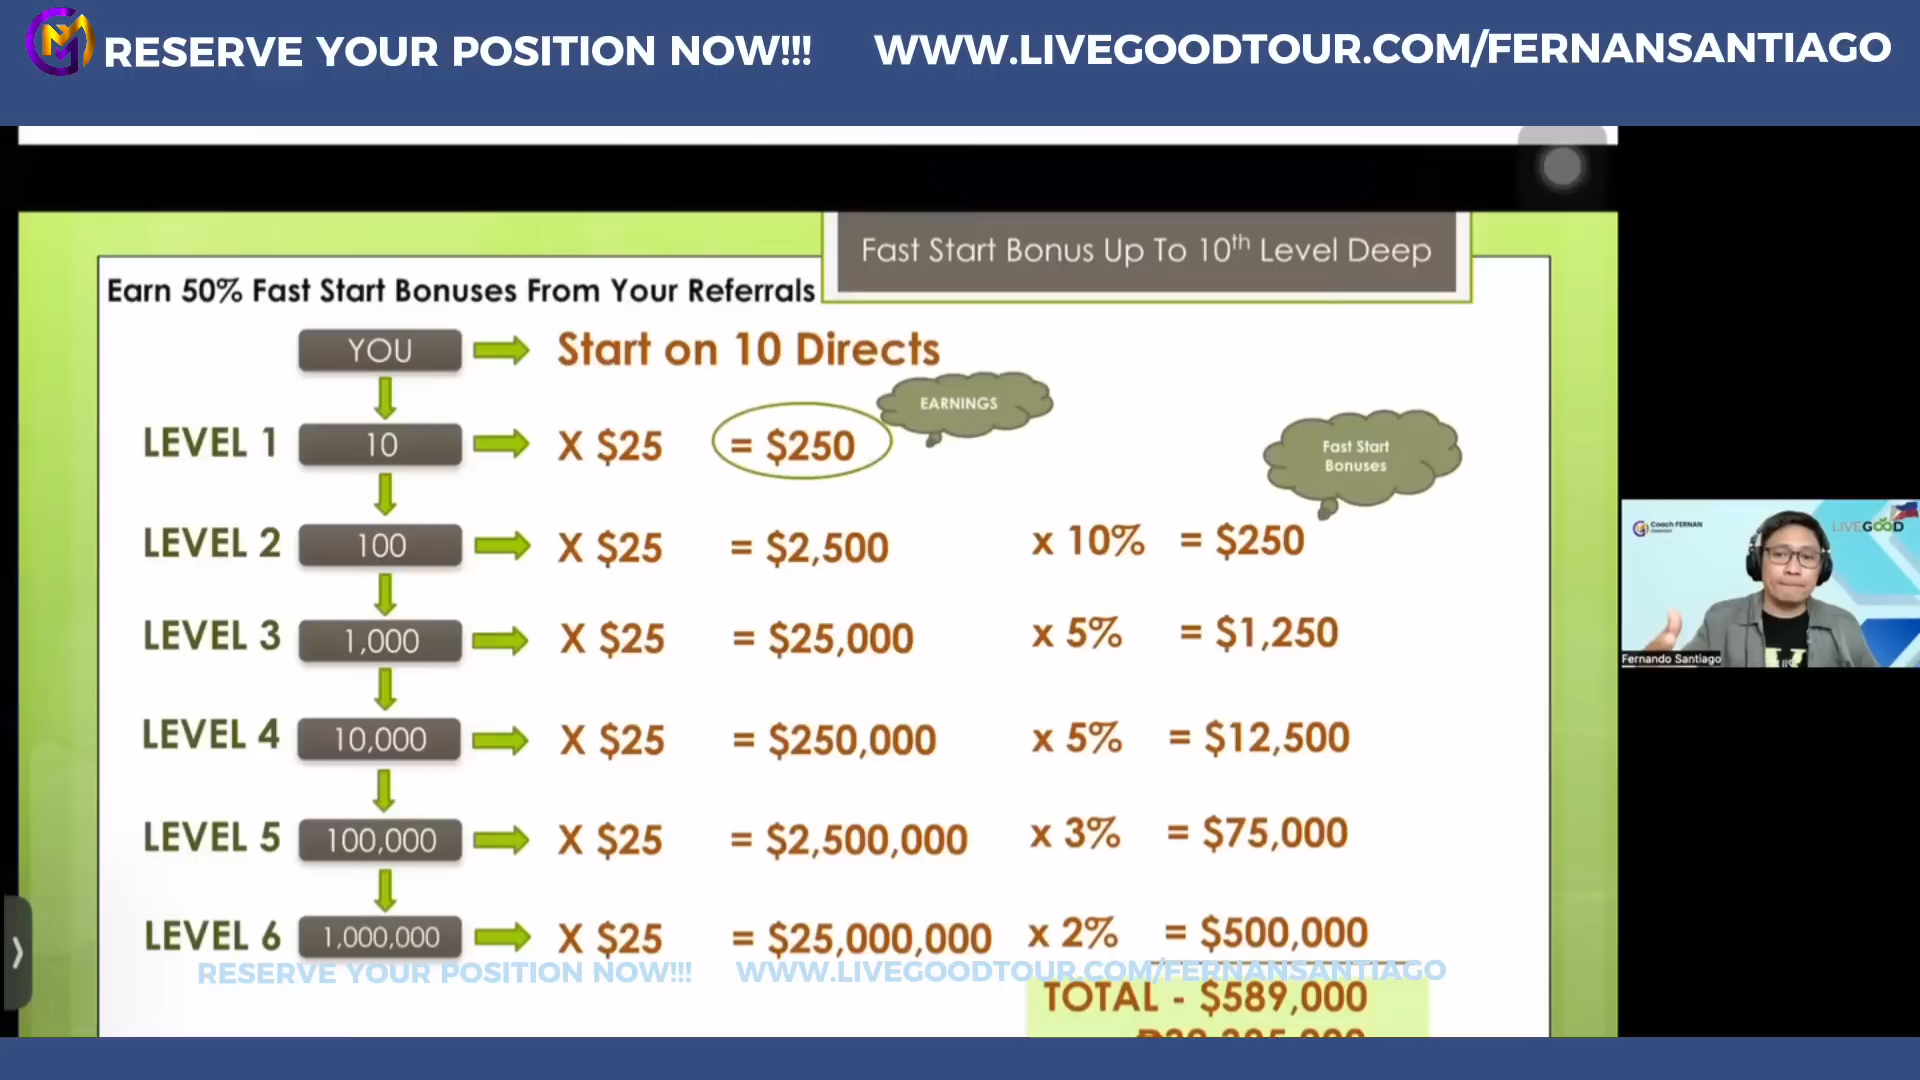 RESERVE YOUR POSITION NOW!!! WWW.LIVEGOODTOUR.COM/FERNANSANTIAGO
Fast Start Bonus Up To 10th Level Deep
Earn 50% Fast Start Bonuses From Your Referrals
YOU Start on 10 Directs
EARNINGS
LEVEL 1 10 X $25 = $250
Fast Start
Bonuses
LEVEL 2 100 X $25 = $2,500 x 10% = $250
LEVEL 3 1,000 X $25 = $25,000 x 5% = $1,250
LEVEL 4 10,000 X $25 = $250,000 x 5% = $12,500
LEVEL 5 100,000 X $25 = $2,500,000 x 3% = $75,000
LEVEL 6 1,000,000 X $25 = $25,000,000 x 2% = $500,000
RESERVE YOUR POSITION NOW!!! WWW.LIVEGOODTOUR.COM/FERNANSANTIAGO
TOTAL - $589,000
Coach FERNAN
LIVEGOOD
Fernando Santiago